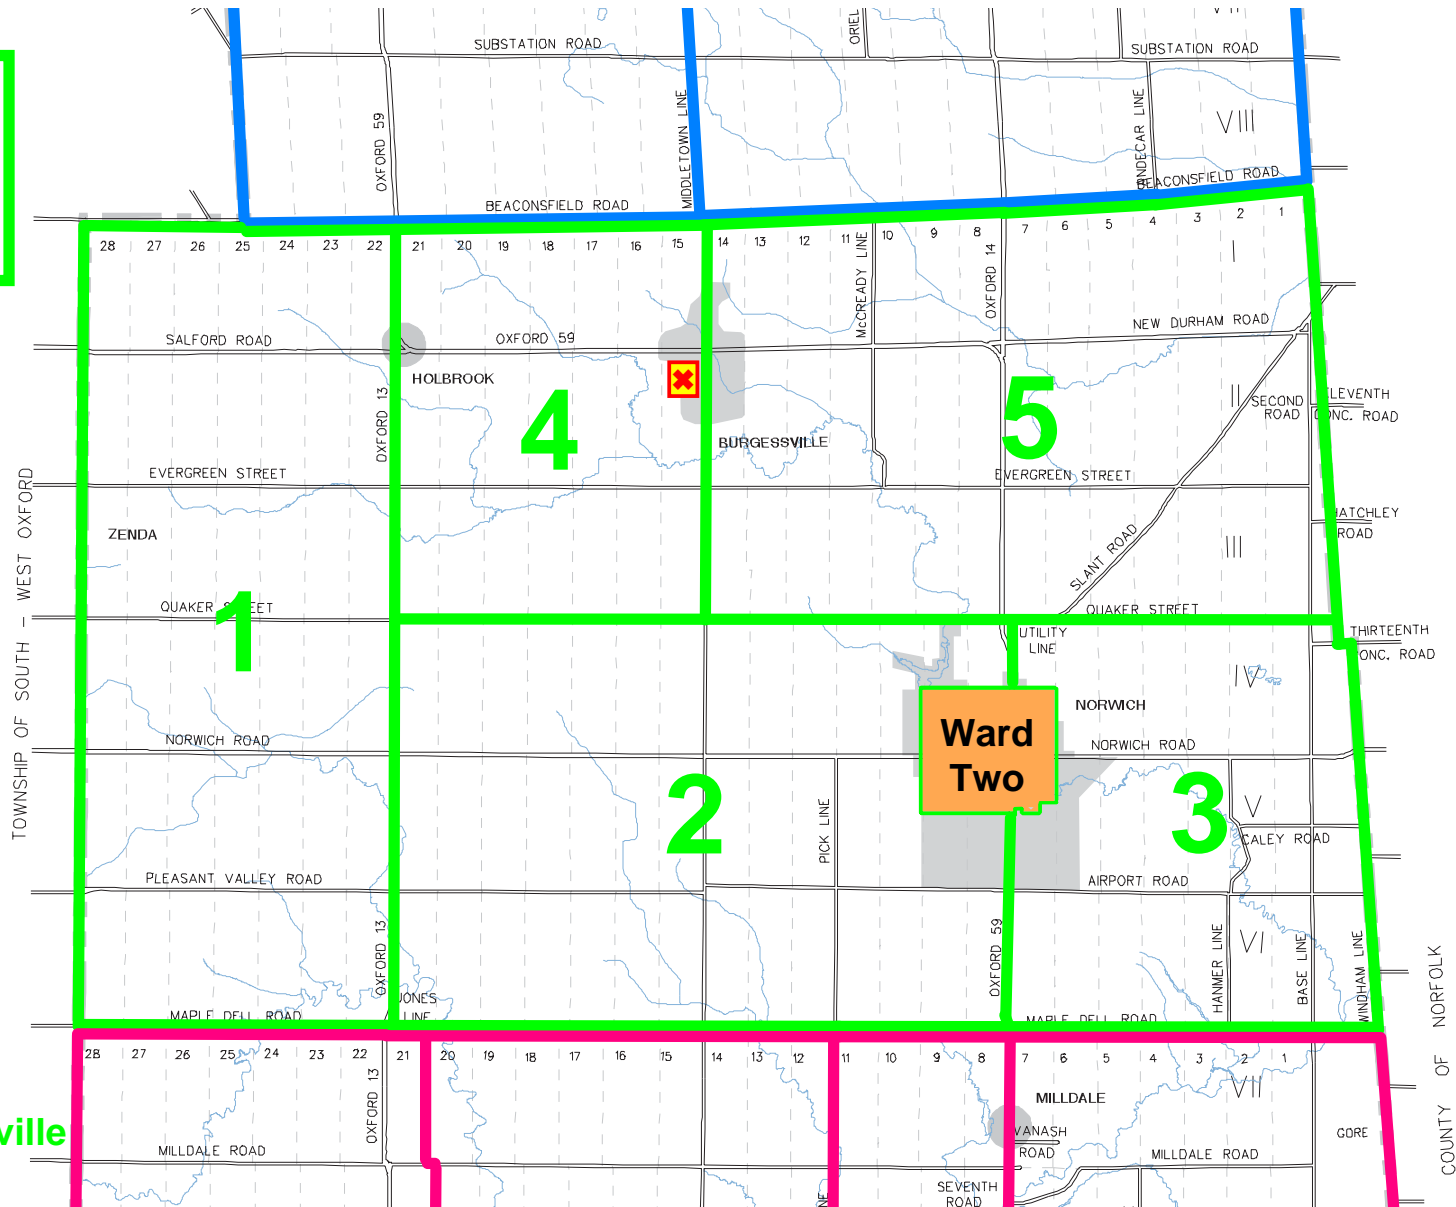 VII
SUBSTATION ROAD
SUBSTATION ROAD
ORIEL
OXFORD 59
MIDDLETOWN LINE
VIII
BEACONSFIELD ROAD
BEACONSFIELD ROAD
28 27 26 25 24 23 22 21 20 19 18 17 16 15 14 13 12 11 10 9 8 7 6 5 4 3 2 1
I
McCREADY LINE
OXFORD 14
SALFORD ROAD
OXFORD 59
NEW DURHAM ROAD
HOLBROOK
OXFORD 13
4
5
II
SECOND
ROAD
ELEVENTH
CONC. ROAD
BURGESSVILLE
EVERGREEN STREET
EVERGREEN STREET
TOWNSHIP OF SOUTH - WEST OXFORD
ZENDA
HATCHLEY
ROAD
III
SLANT ROAD
QUAKER STREET
QUAKER STREET
1
UTILITY
LINE
THIRTEENTH
CONC. ROAD
IV
NORWICH
NORWICH ROAD
NORWICH ROAD
Ward
Two
2
3
PICK LINE
V
CALEY ROAD
PLEASANT VALLEY ROAD
AIRPORT ROAD
OXFORD 13
OXFORD 59
HANMER LINE
VI
BASE LINE
WINDHAM LINE
JONES
LINE
MAPLE DELL ROAD
MAPLE DELL ROAD
COUNTY OF NORFOLK
28 27 26 25 24 23 22 21 20 19 18 17 16 15 14 13 12 11 10 9 8 7 6 5 4 3 2 1
OXFORD 13
VII
MILLDALE
ville
VANASH
ROAD
GORE
MILLDALE ROAD
MILLDALE ROAD
SEVENTH
ROAD